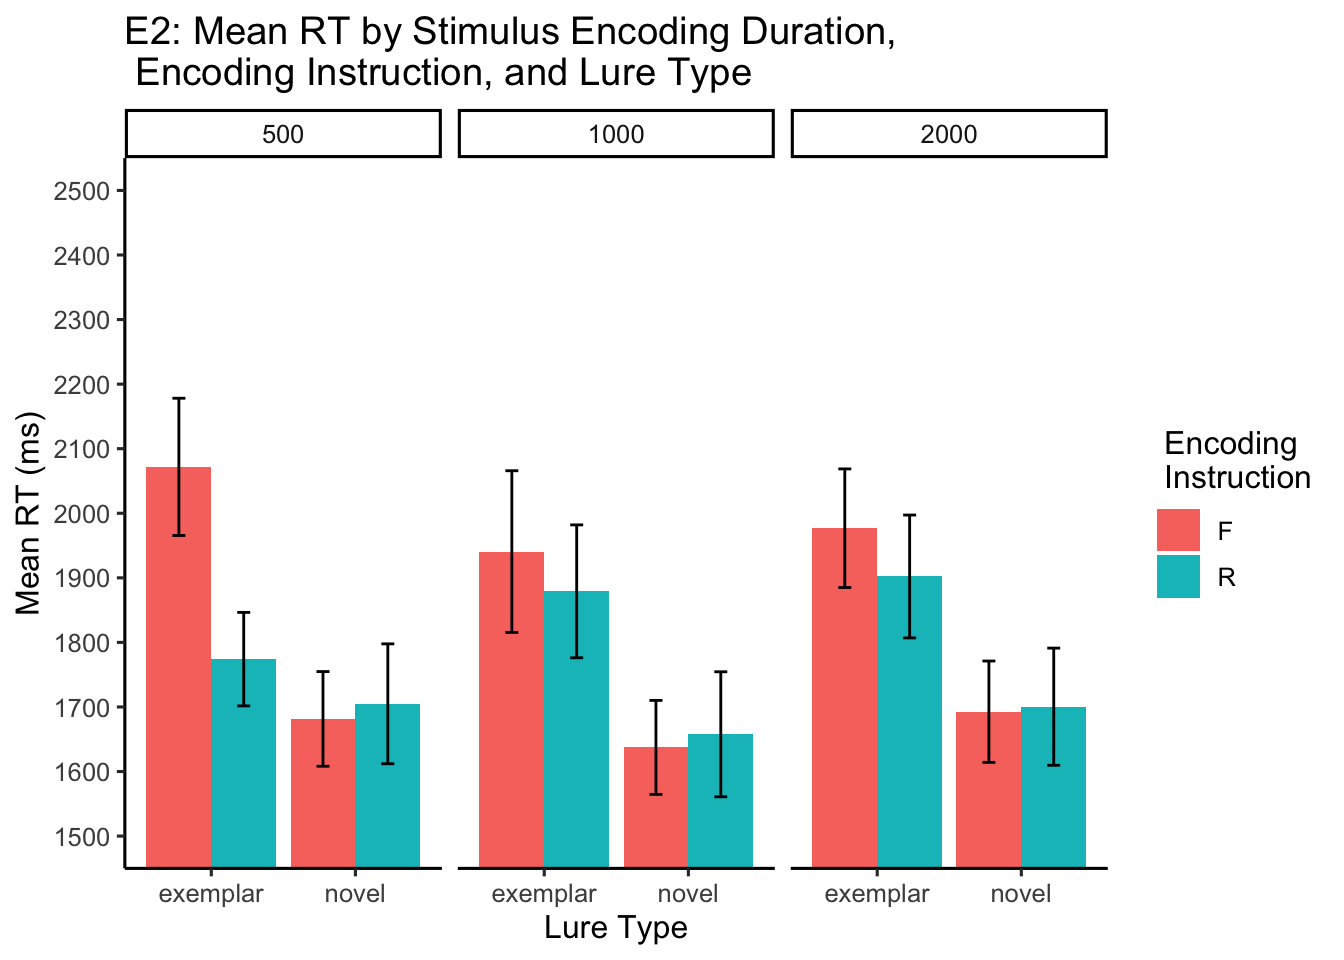 E2: Mean RT by Stimulus Encoding Duration,
Encoding Instruction, and Lure Type
500 1000 2000
2500
2400
2300
2200
2100
2000
1900
1800
1700
1600
1500
Mean RT (ms)
exemplar novel exemplar novel exemplar novel
Lure Type
Encoding
Instruction
F
R